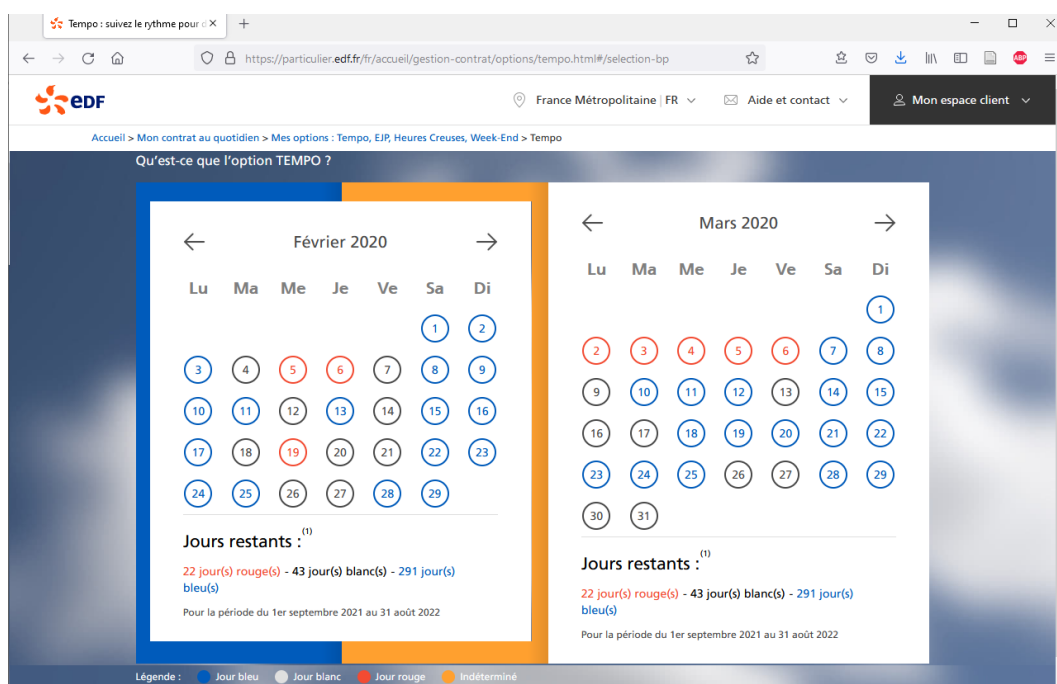 Tempo : suivez le rythme pour d
https://particulier.edf.fr/fr/accueil/gestion-contrat/options/tempo.html#/selection-bp
ABP
eDF
France Métropolitaine | FR
Aide et contact
Mon espace client
Accueil > Mon contrat au quotidien > Mes options : Tempo, EJP, Heures Creuses, Week-End > Tempo
Qu'est-ce que l'option TEMPO ?
Février 2020
Lu Ma Me Je Ve Sa Di
1 2
3 4 5 6 7 8 9
10 11 12 13 14 15 16
17 18 19 20 21 22 23
24 25 26 27 28 29
Jours restants : (1)
22 jour(s) rouge(s) - 43 jour(s) blanc(s) - 291 jour(s)
bleu(s)
Pour la période du 1er septembre 2021 au 31 août 2022
Mars 2020
Lu Ma Me Je Ve Sa Di
1
2 3 4 5 6 7 8
9 10 11 12 13 14 15
16 17 18 19 20 21 22
23 24 25 26 27 28 29
30 31
Jours restants : (1)
22 jour(s) rouge(s) - 43 jour(s) blanc(s) - 291 jour(s)
bleu(s)
Pour la période du 1er septembre 2021 au 31 août 2022
Légende : Jour bleu Jour blanc Jour rouge Indéterminé